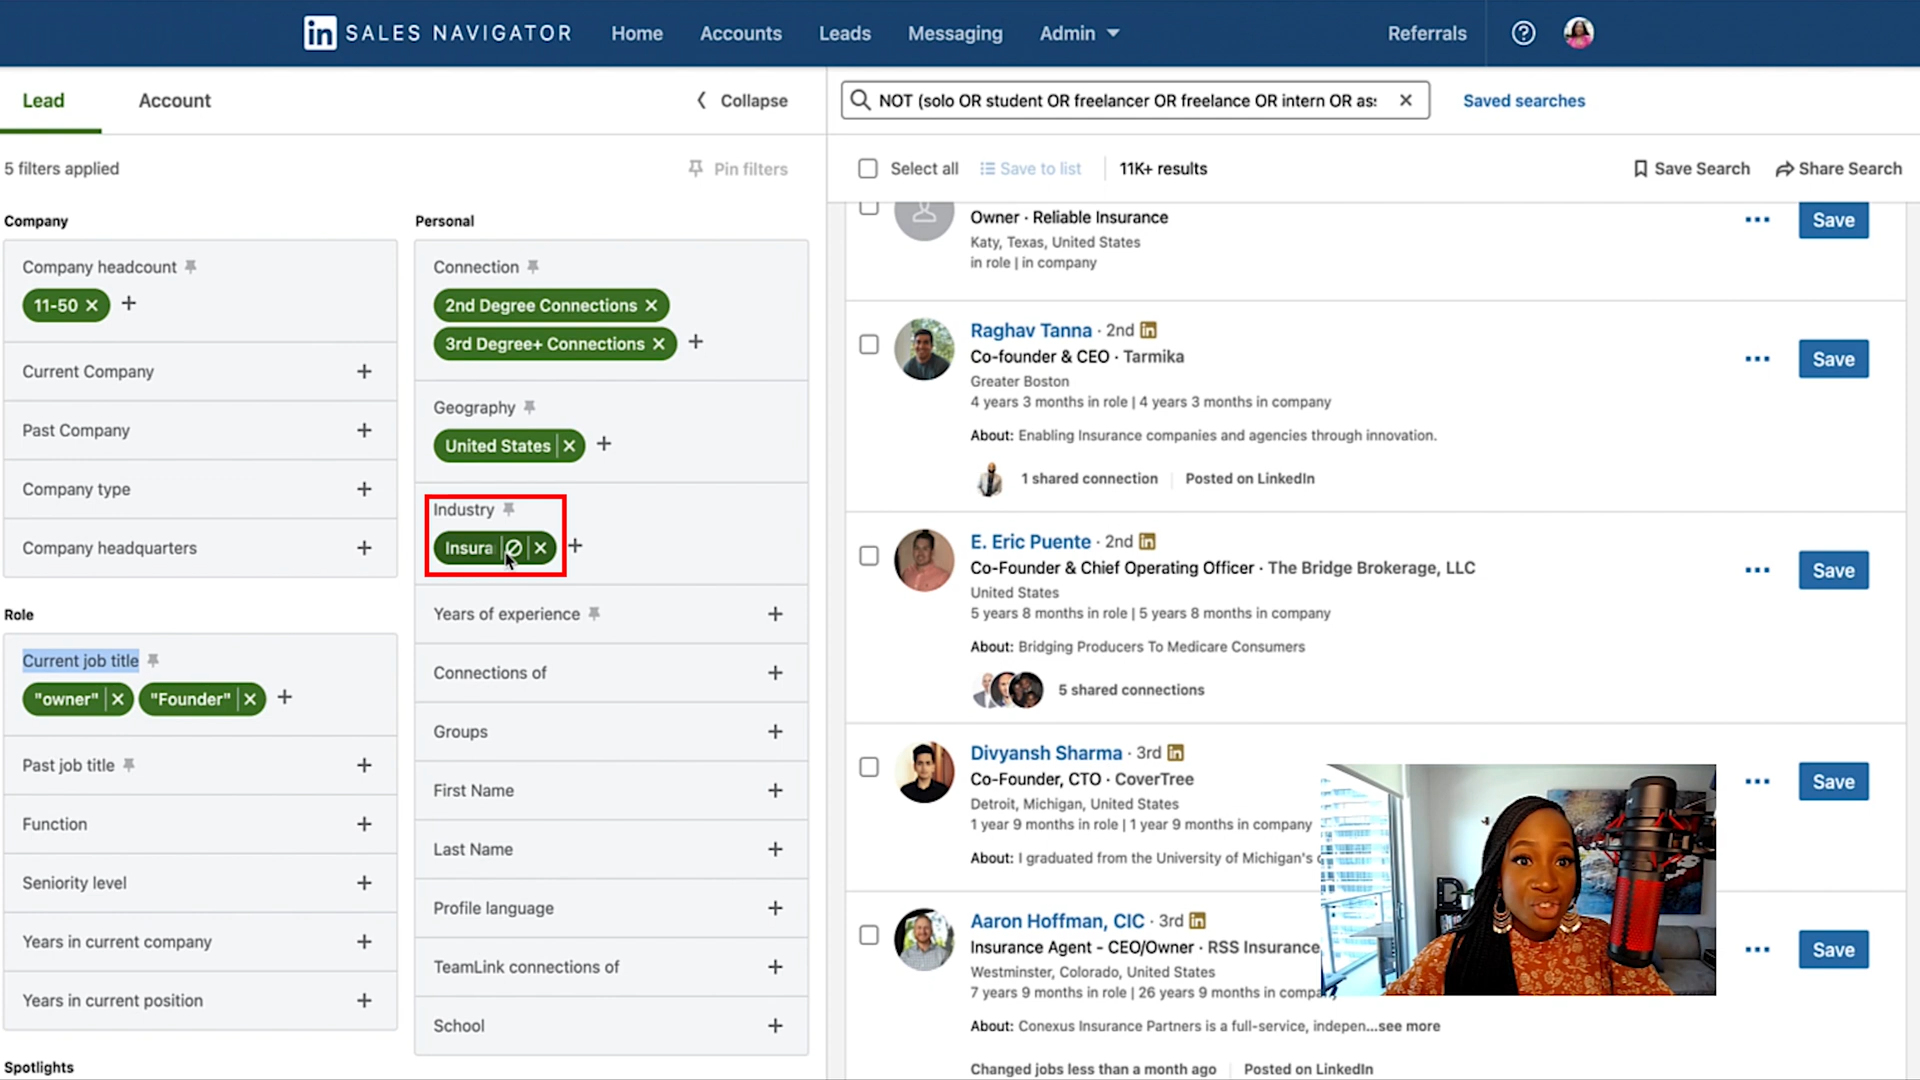 in SALES NAVIGATOR
Home
Accounts
Leads
Messaging
Admin
Referrals
Lead
Account
Collapse
NOT (solo OR student OR freelancer OR freelance OR intern OR as
Saved searches
5 filters applied
Pin filters
Select all
Save to list
11K+ results
Save Search
Share Search
Company
Company headcount
11-50
Current Company
Past Company
Company type
Company headquarters
Role
Current job title
"owner"
"Founder"
Past job title
Function
Seniority level
Years in current company
Years in current position
Spotlights
Personal
Connection
2nd Degree Connections
3rd Degree+ Connections
Geography
United States
Industry
Insura
Years of experience
Connections of
Groups
First Name
Last Name
Profile language
TeamLink connections of
School
Owner · Reliable Insurance
Save
Katy, Texas, United States
in role | in company
Raghav Tanna · 2nd in
Co-founder & CEO · Tarmika
Save
Greater Boston
4 years 3 months in role | 4 years 3 months in company
About: Enabling Insurance companies and agencies through innovation.
1 shared connection
Posted on LinkedIn
E. Eric Puente · 2nd in
Co-Founder & Chief Operating Officer · The Bridge Brokerage, LLC
Save
United States
5 years 8 months in role | 5 years 8 months in company
About: Bridging Producers To Medicare Consumers
5 shared connections
Divyansh Sharma · 3rd in
Co-Founder, CTO · CoverTree
Save
Detroit, Michigan, United States
1 year 9 months in role | 1 year 9 months in company
About: I graduated from the University of Michigan's
Aaron Hoffman, CIC · 3rd in
Insurance Agent - CEO/Owner · RSS Insurance
Save
Westminster, Colorado, United States
7 years 9 months in role | 26 years 9 months in compa
About: Conexus Insurance Partners is a full-service, indepen...see more
Changed jobs less than a month ago
Posted on LinkedIn